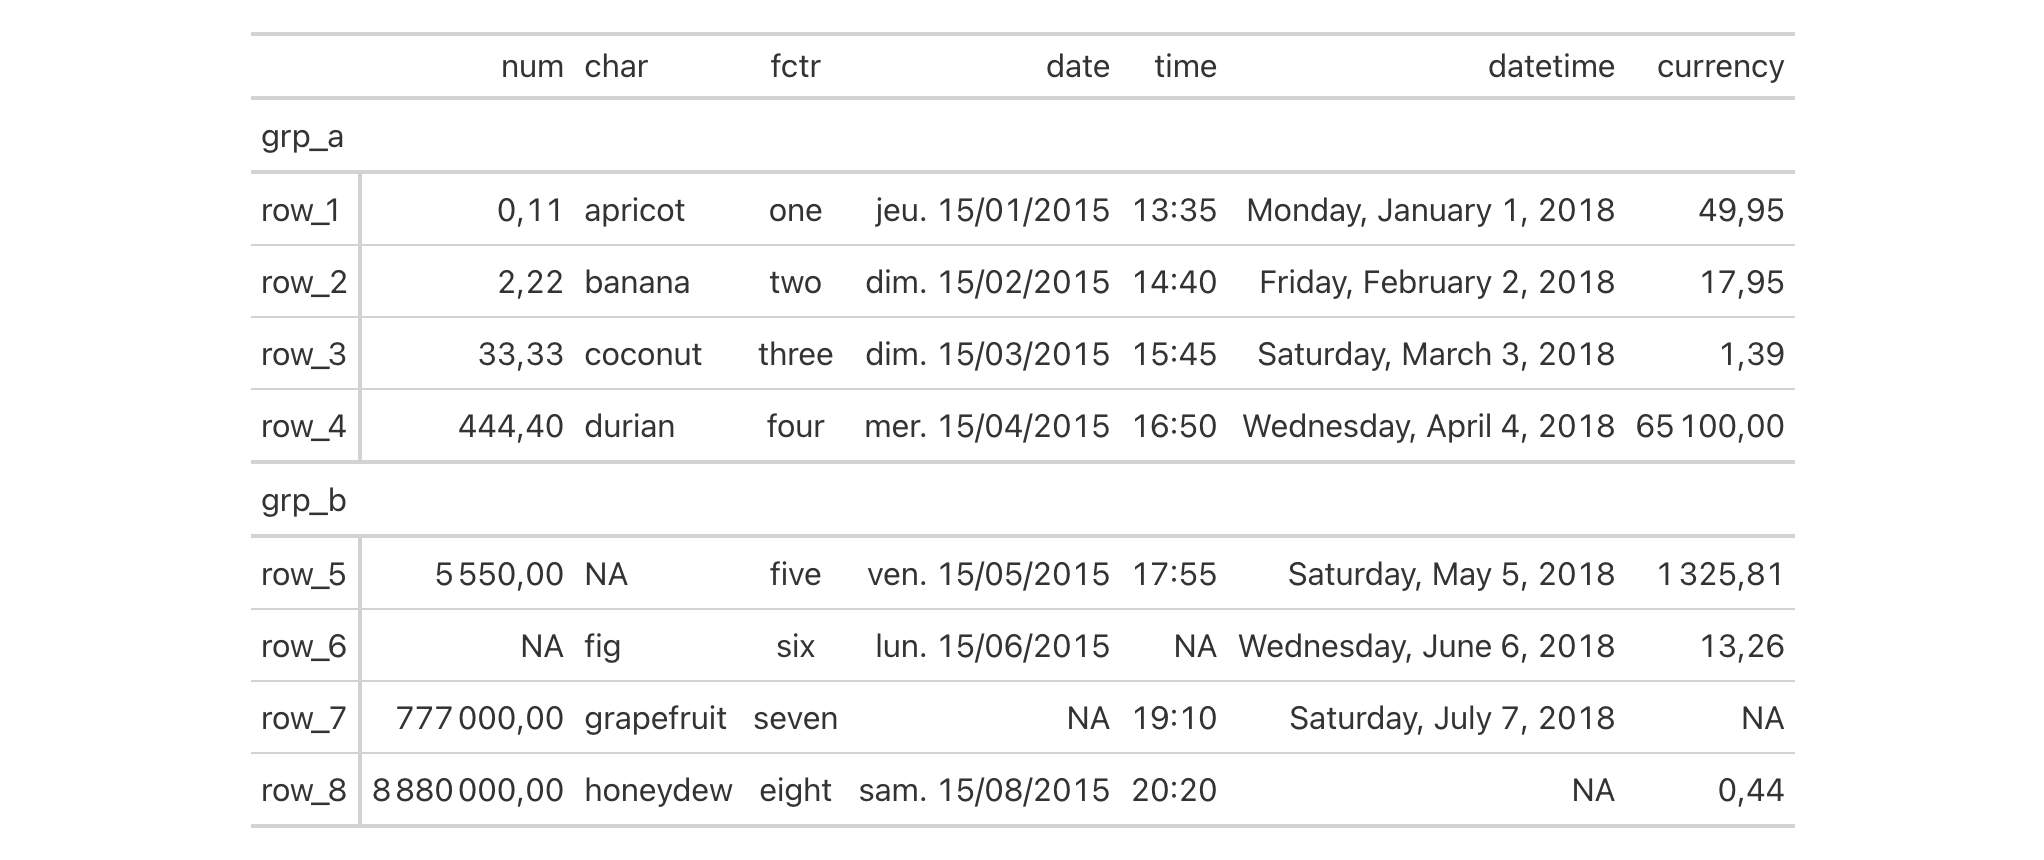 num char fctr date time datetime currency
grp_a
row_1 0,11 apricot one jeu. 15/01/2015 13:35 Monday, January 1, 2018 49,95
row_2 2,22 banana two dim. 15/02/2015 14:40 Friday, February 2, 2018 17,95
row_3 33,33 coconut three dim. 15/03/2015 15:45 Saturday, March 3, 2018 1,39
row_4 444,40 durian four mer. 15/04/2015 16:50 Wednesday, April 4, 2018 65 100,00
grp_b
row_5 5 550,00 NA five ven. 15/05/2015 17:55 Saturday, May 5, 2018 1 325,81
row_6 NA fig six lun. 15/06/2015 NA Wednesday, June 6, 2018 13,26
row_7 777 000,00 grapefruit seven NA 19:10 Saturday, July 7, 2018 NA
row_8 8 880 000,00 honeydew eight sam. 15/08/2015 20:20 NA 0,44